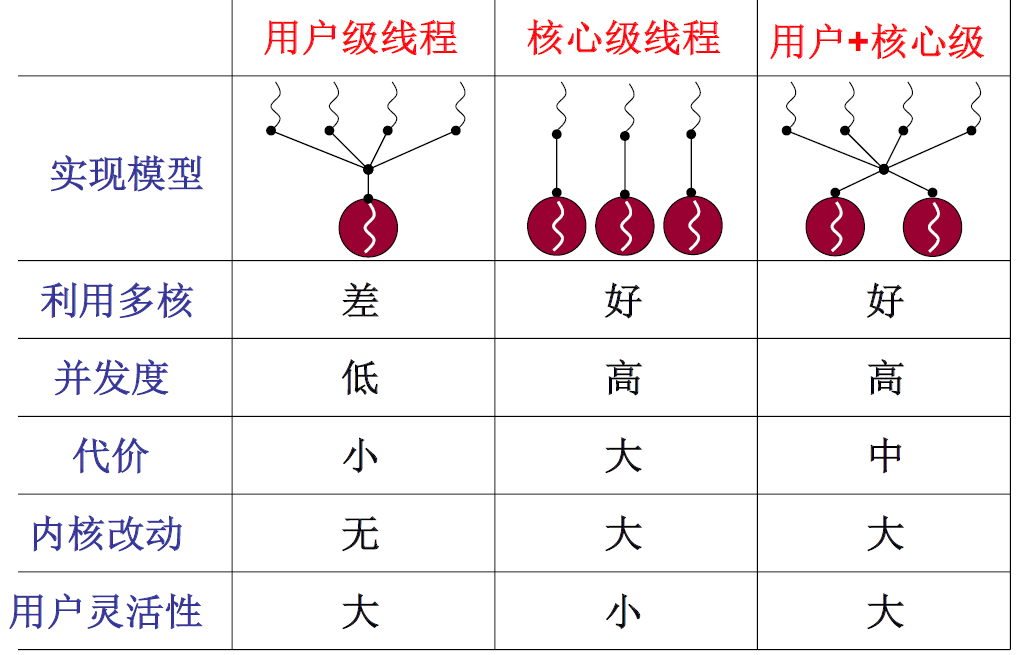 用户级线程 核心级线程 用户+核心级
实现模型
利用多核 差 好 好
并发度 低 高 高
代价 小 大 中
内核改动 无 大 大
用户灵活性 大 小 大